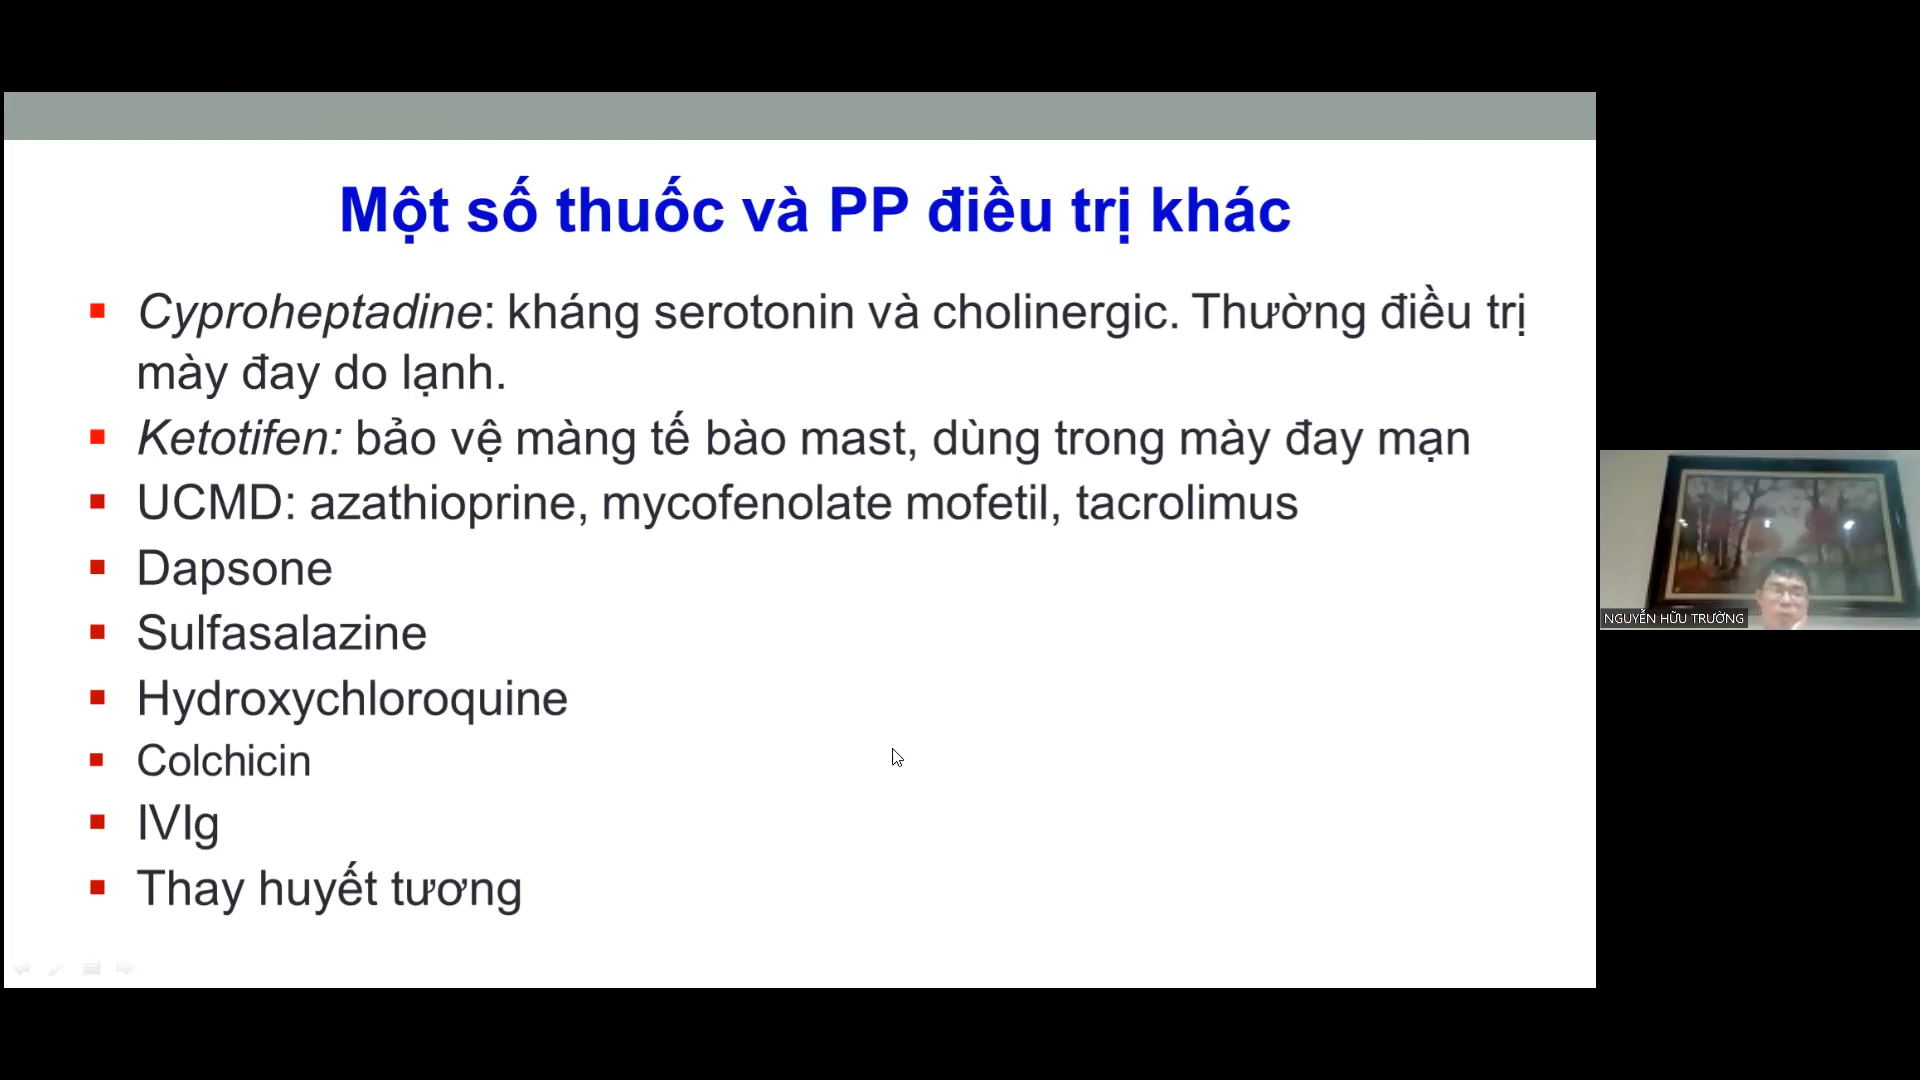 Một số thuốc và PP điều trị khác
Cyproheptadine: kháng serotonin và cholinergic. Thường điều trị
mày đay do lạnh.
Ketotifen: bảo vệ màng tế bào mast, dùng trong mày đay mạn
UCMD: azathioprine, mycofenolate mofetil, tacrolimus
Dapsone
Sulfasalazine
Hydroxychloroquine
Colchicin
IVIg
Thay huyết tương
NGUYỄN HỮU TRƯỜNG